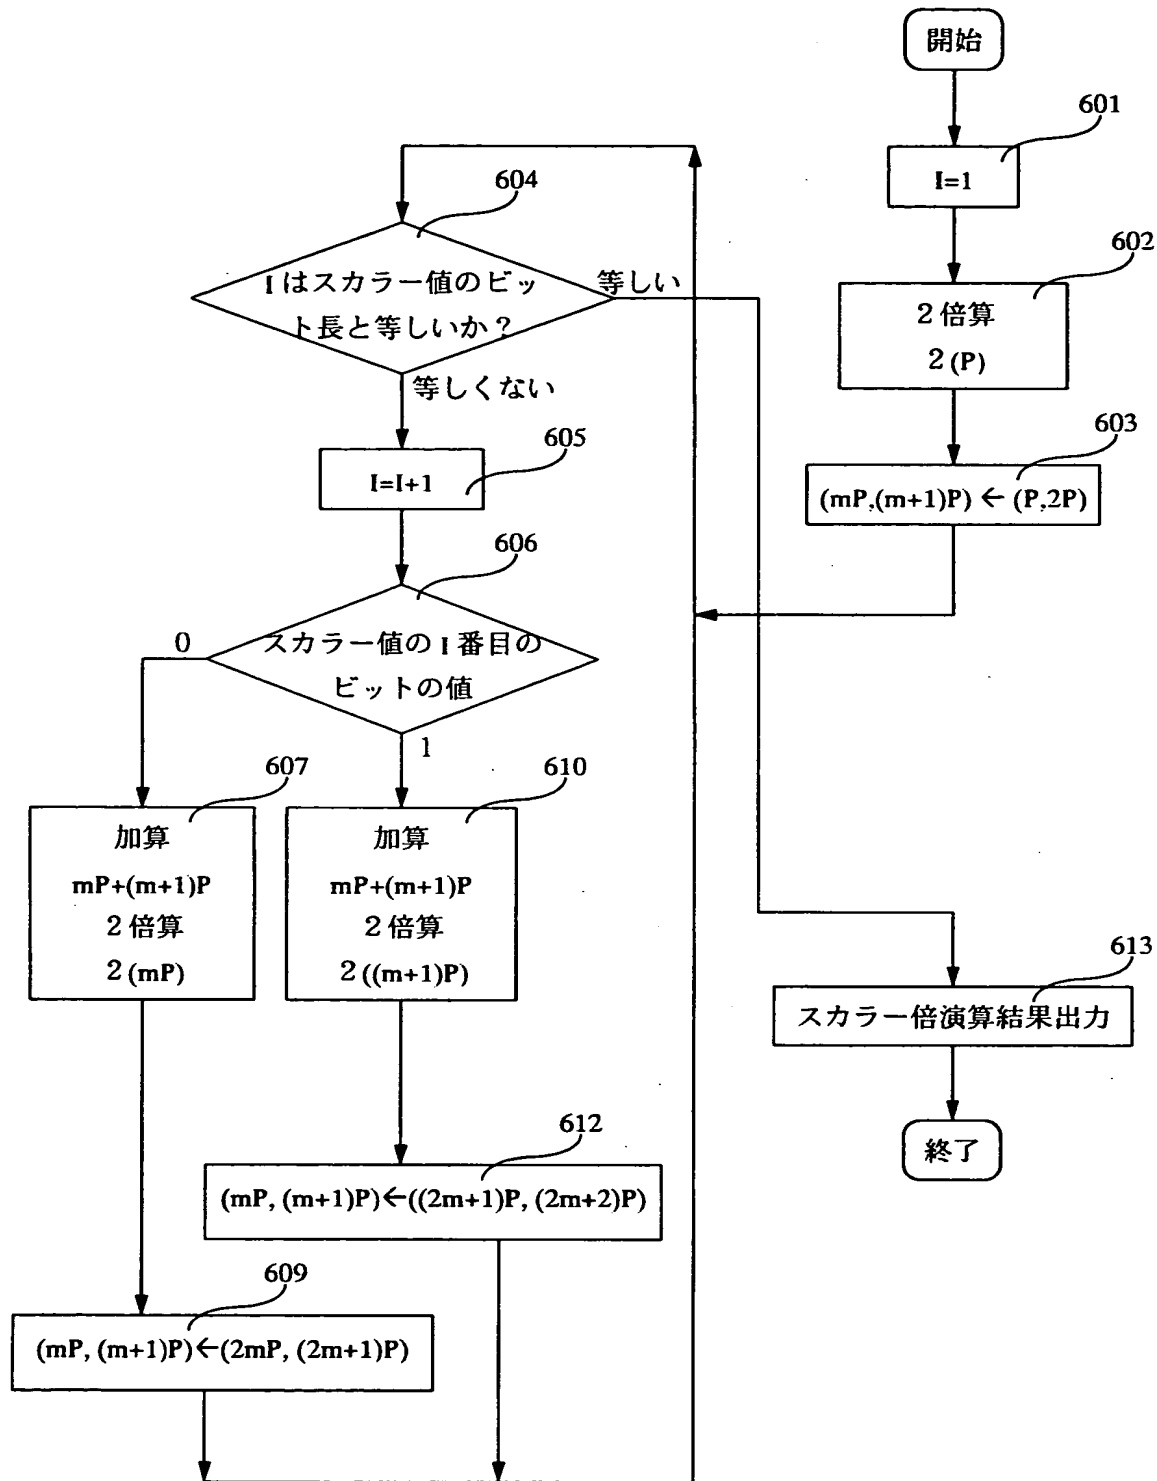 開始
601
I=1
602
2倍算
2(P)
603
(mP,(m+1)P) ← (P,2P)
604
Iはスカラー値のビッ
ト長と等しいか?
等しい
等しくない
605
I=I+1
606
スカラー値のI番目の
ビットの値
0
1
607
加算
mP+(m+1)P
2倍算
2(mP)
610
加算
mP+(m+1)P
2倍算
2((m+1)P)
612
(mP, (m+1)P)←((2m+1)P, (2m+2)P)
609
(mP, (m+1)P)←(2mP, (2m+1)P)
613
スカラー倍演算結果出力
終了